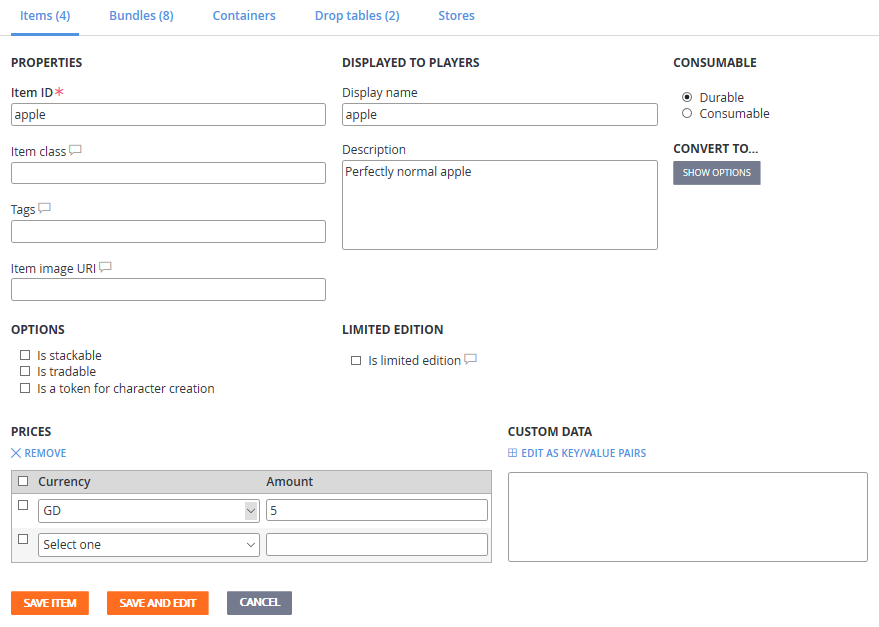 Items (4) Bundles (8) Containers Drop tables (2) Stores
PROPERTIES DISPLAYED TO PLAYERS CONSUMABLE
Item ID* Display name
apple apple
Durable
Consumable
Item class Description
Perfectly normal apple
CONVERT TO...
SHOW OPTIONS
Tags
Item image URI
OPTIONS LIMITED EDITION
Is stackable
Is limited edition
Is tradable
Is a token for character creation
PRICES CUSTOM DATA
REMOVE EDIT AS KEY/VALUE PAIRS
Currency Amount
GD 5
Select one
SAVE ITEM SAVE AND EDIT CANCEL